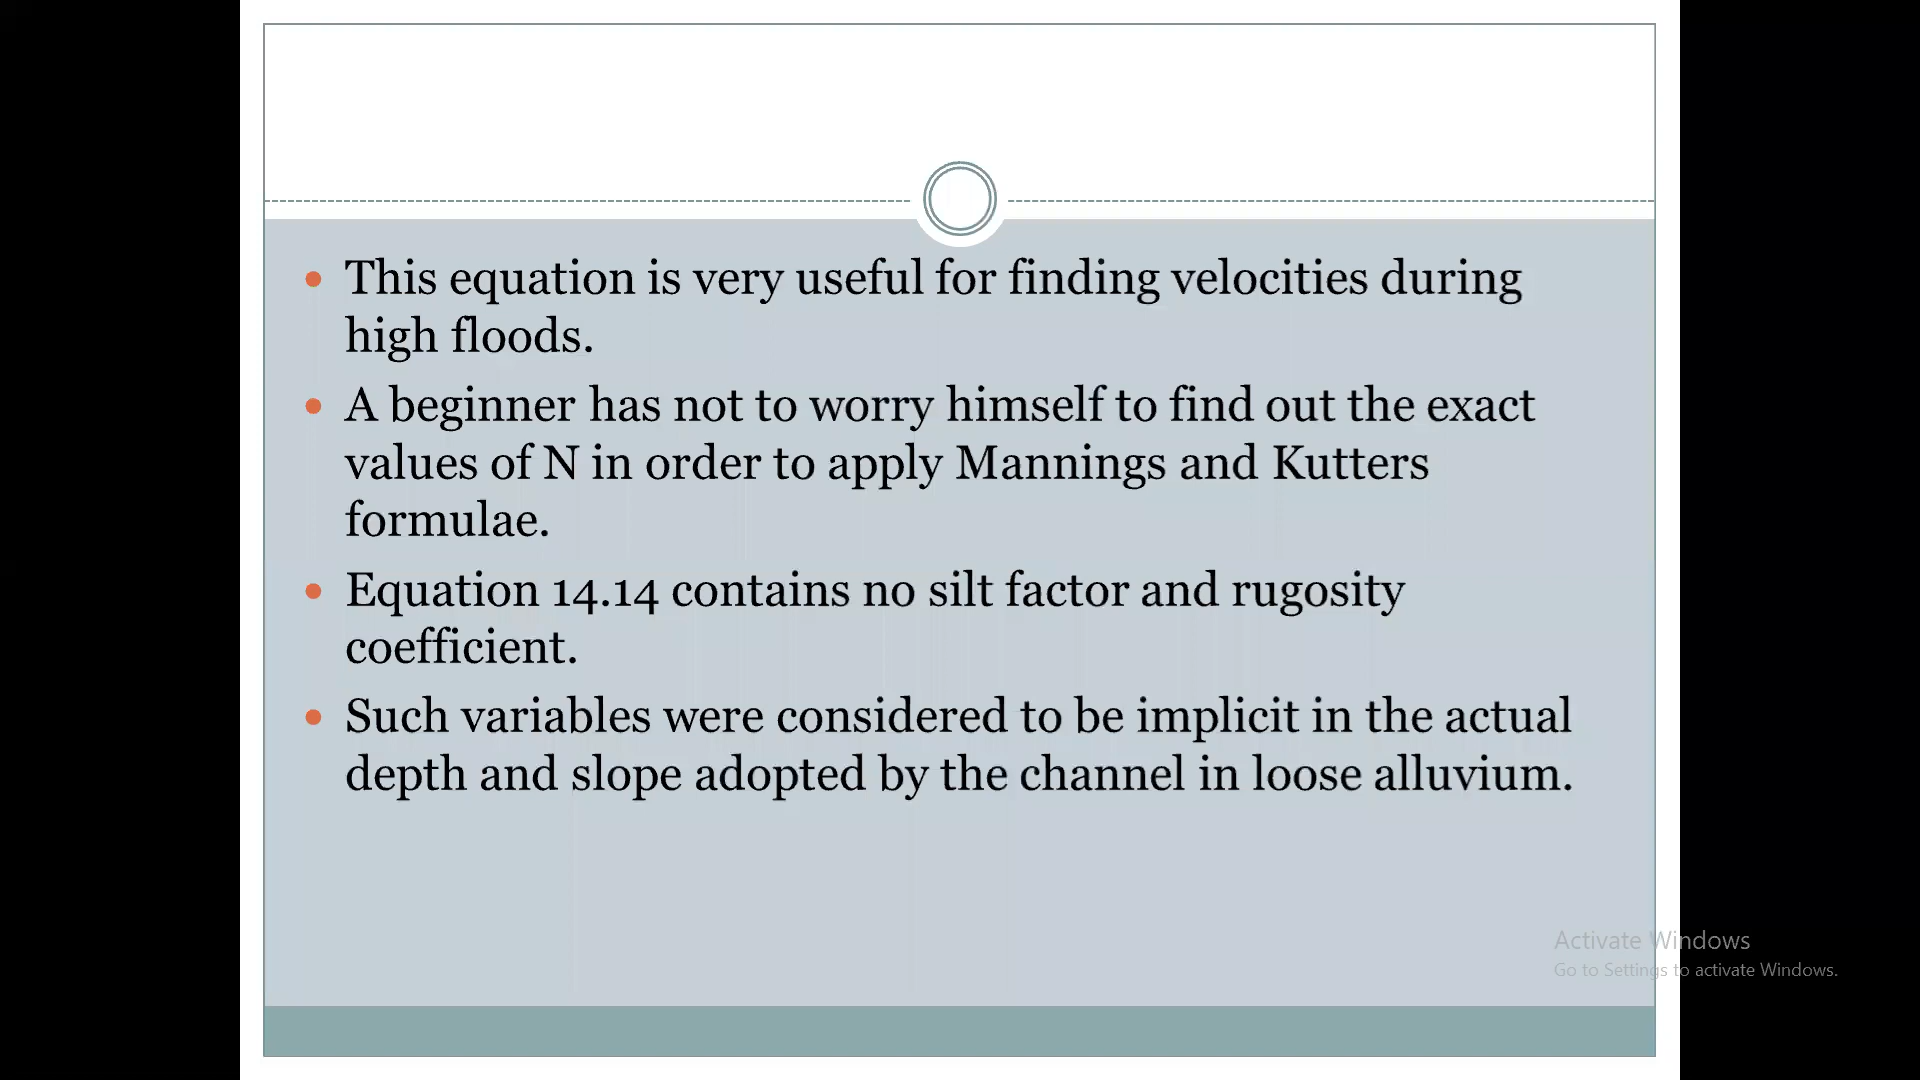 This equation is very useful for finding velocities during
high floods.
A beginner has not to worry himself to find out the exact
values of N in order to apply Mannings and Kutters
formulae.
Equation 14.14 contains no silt factor and rugosity
coefficient.
Such variables were considered to be implicit in the actual
depth and slope adopted by the channel in loose alluvium.
Activate Windows
Go to Settings to activate Windows.